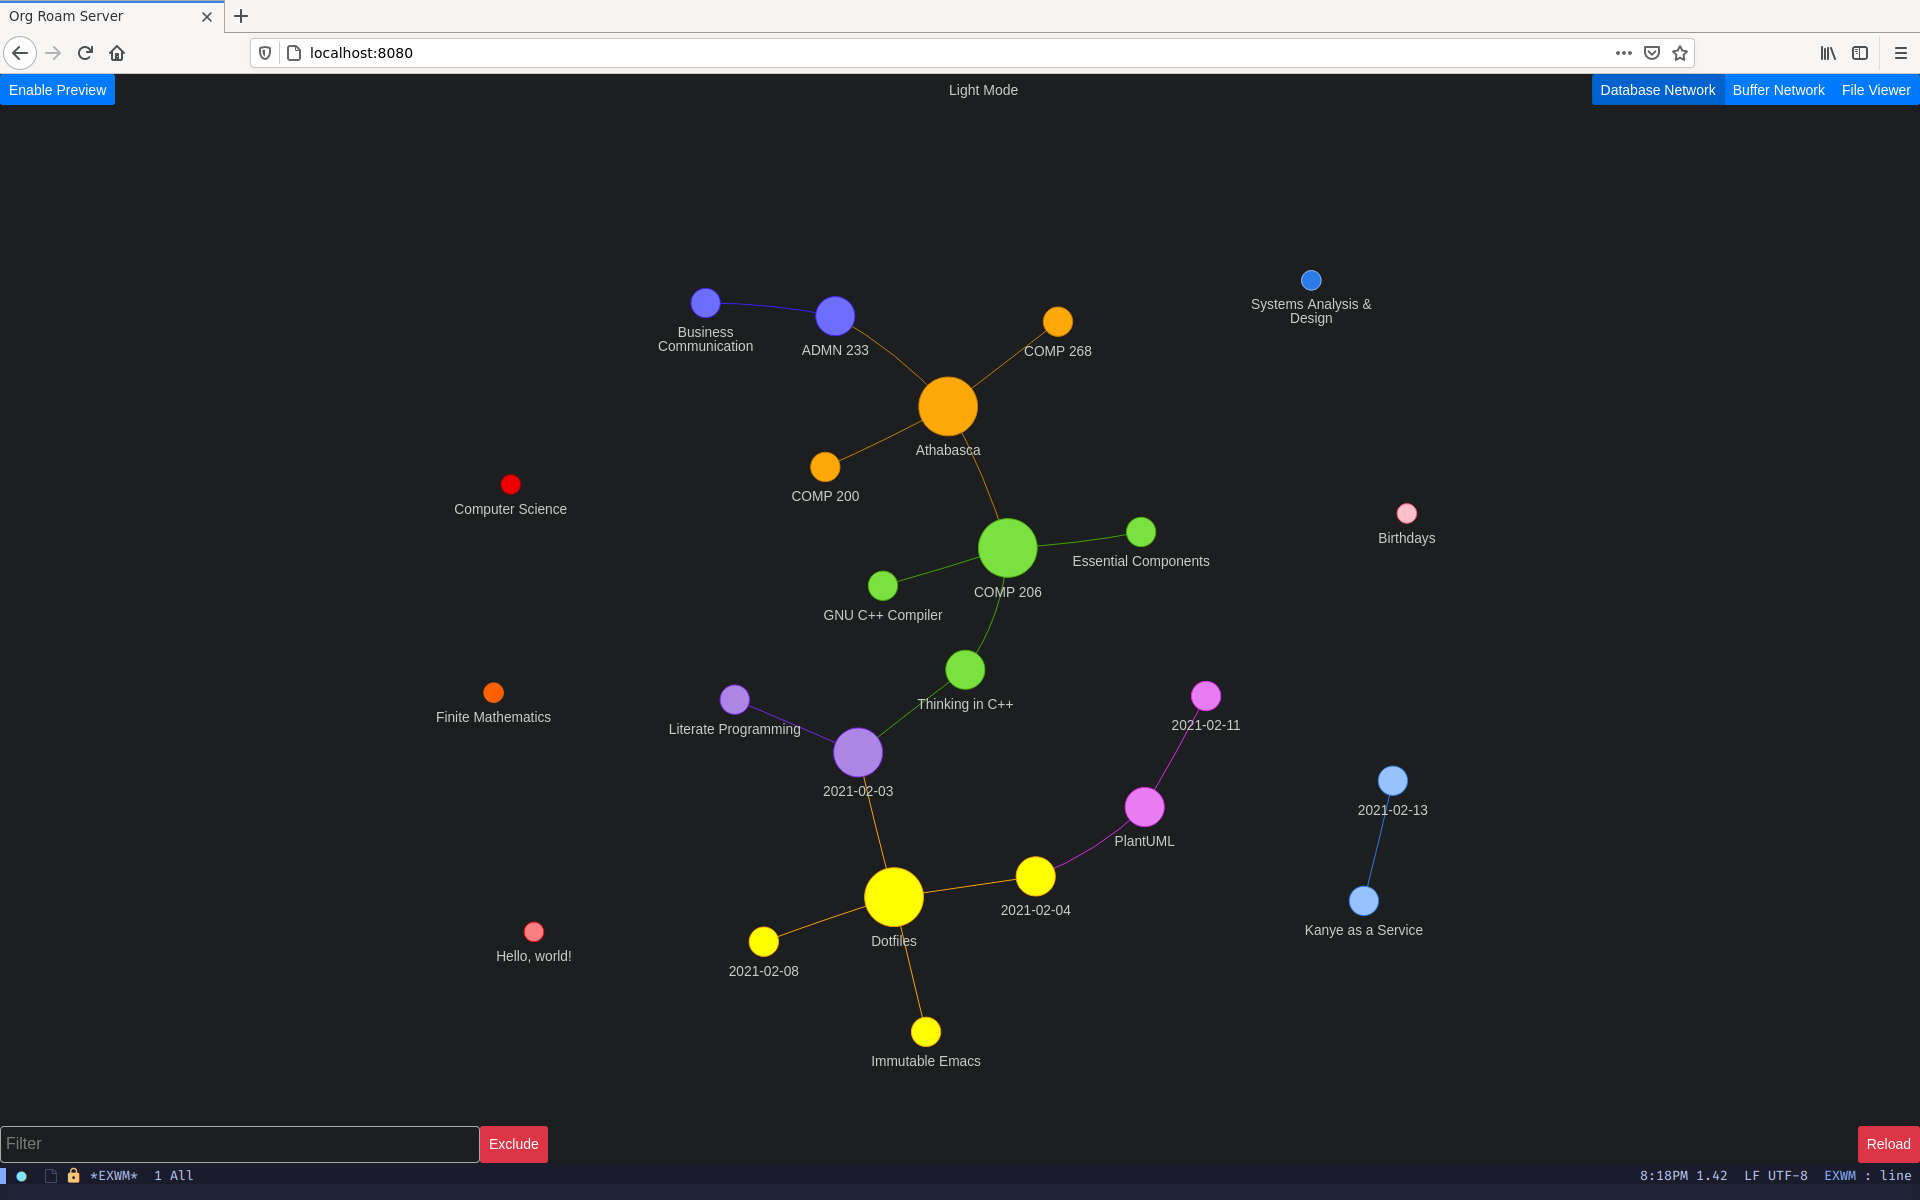 Org Roam Server
localhost:8080
Enable Preview
Light Mode
Database Network
Buffer Network
File Viewer
Systems Analysis &
Design
Business
Communication
ADMN 233
COMP 268
Athabasca
COMP 200
Computer Science
Birthdays
Essential Components
COMP 206
GNU C++ Compiler
Thinking in C++
Finite Mathematics
Literate Programming
2021-02-11
2021-02-03
2021-02-13
PlantUML
2021-02-04
Kanye as a Service
Dotfiles
Hello, world!
2021-02-08
Immutable Emacs
Filter
Exclude
Reload
*EXWM* 1 All
8:18PM 1.42 LF UTF-8 EXWM : line